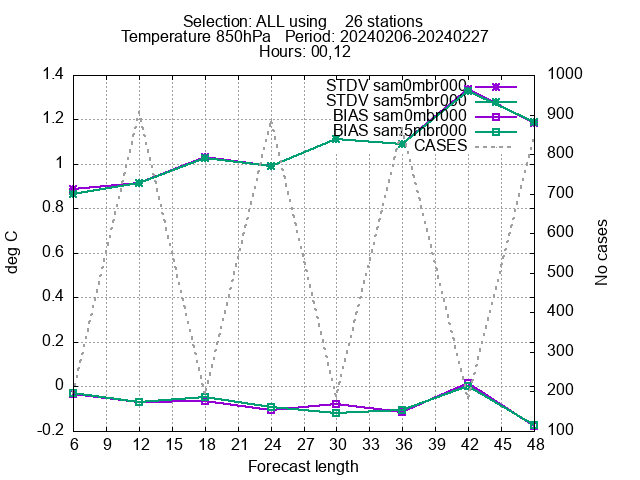 Selection: ALL using    26 stations
Temperature 850hPa   Period: 20240206-20240227
Hours: 00,12
1.4
1.2
1
0.8
0.6
0.4
0.2
0
-0.2
deg C
STDV sam0mbr000
STDV sam5mbr000
BIAS sam0mbr000
BIAS sam5mbr000
CASES
1000
900
800
700
600
500
400
300
200
100
No cases
6 9 12 15 18 21 24 27 30 33 36 39 42 45 48
Forecast length